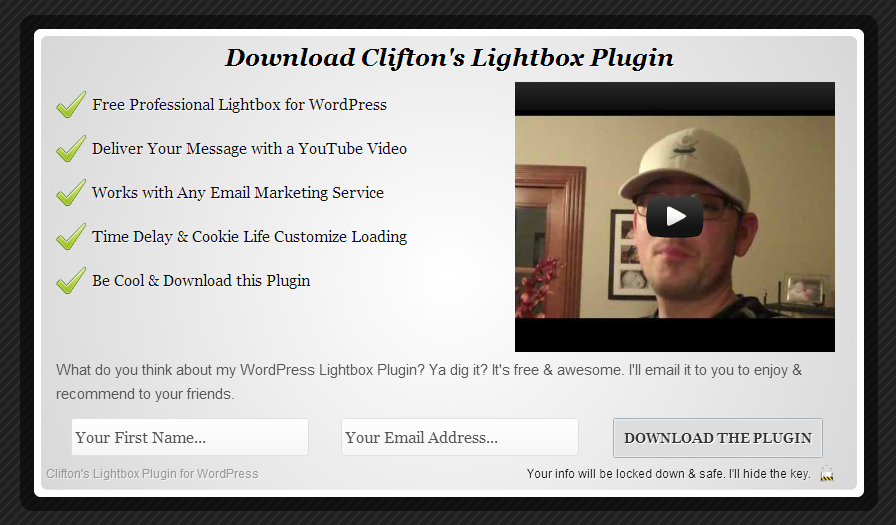 Download Clifton's Lightbox Plugin
Free Professional Lightbox for WordPress
Deliver Your Message with a YouTube Video
Works with Any Email Marketing Service
Time Delay & Cookie Life Customize Loading
Be Cool & Download this Plugin
What do you think about my WordPress Lightbox Plugin? Ya dig it? It's free & awesome. I'll email it to you to enjoy &
recommend to your friends.
Your First Name...
Your Email Address...
DOWNLOAD THE PLUGIN
Clifton's Lightbox Plugin for WordPress
Your info will be locked down & safe. I'll hide the key.